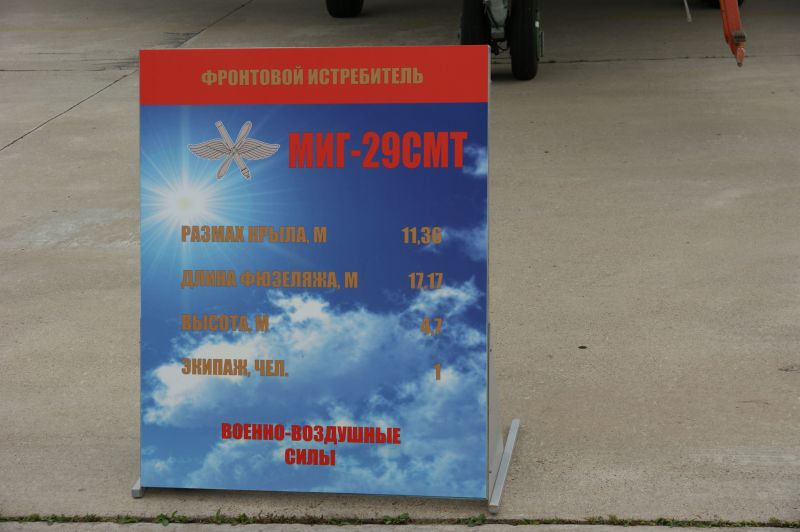 ФРОНТОВОЙ ИСТРЕБИТЕЛЬ
МИГ-29СМТ
РАЗМАХ КРЫЛА, М 11,36
ДЛИНА ФЮЗЕЛЯЖА, М 17,17
ВЫСОТА, М 4,7
ЭКИПАЖ, ЧЕЛ. 1
ВОЕННО-ВОЗДУШНЫЕ
СИЛЫ